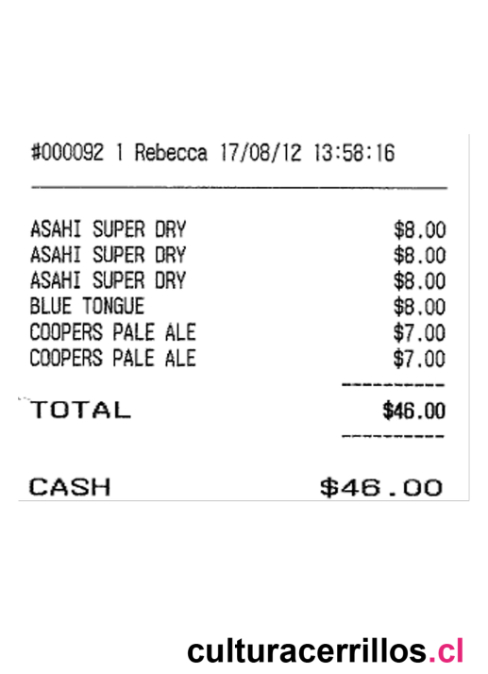 #000092 1 Rebecca 17/08/12 13:58:16
ASAHI SUPER DRY $8.00
ASAHI SUPER DRY $8.00
ASAHI SUPER DRY $8.00
BLUE TONGUE $8.00
COOPERS PALE ALE $7.00
COOPERS PALE ALE $7.00
TOTAL $46.00
CASH $46.00
culturacerrillos.cl